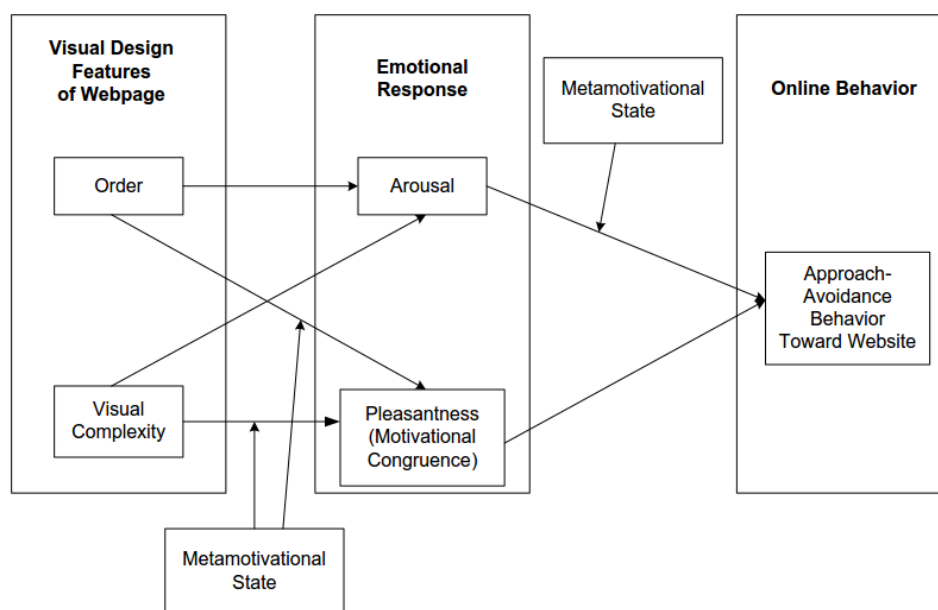 Visual Design
Features
of Webpage
Emotional
Response
Metamotivational
State
Online Behavior
Order
Arousal
Approach-
Avoidance
Behavior
Toward Website
Visual
Complexity
Pleasantness
(Motivational
Congruence)
Metamotivational
State